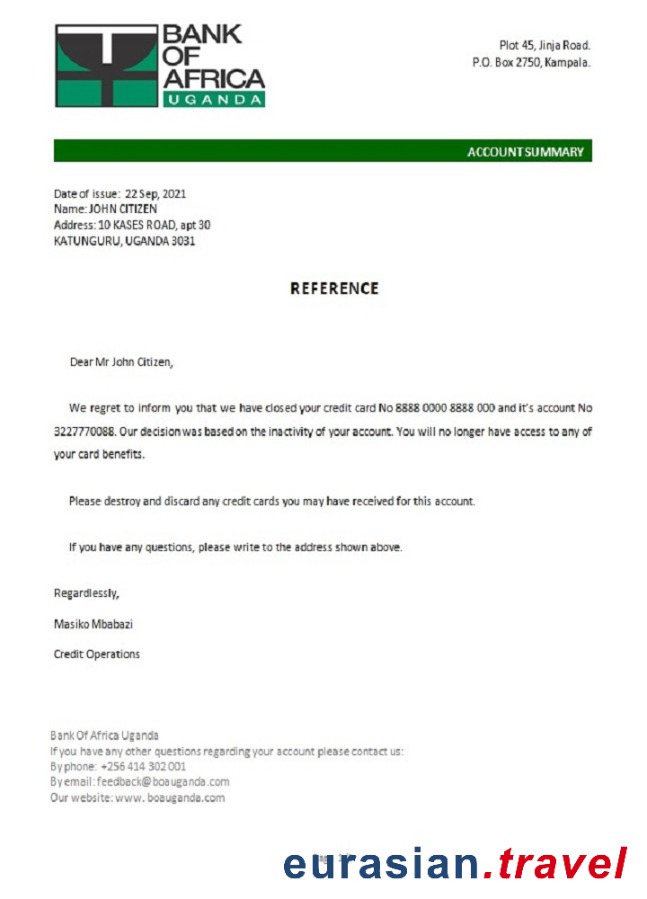 BANK
OF
AFRICA
UGANDA
Plot 45, Jinja Road.
P.O. Box 2750, Kampala.
ACCOUNT SUMMARY
Date of issue: 22 Sep, 2021
Name: JOHN CITIZEN
Address: 10 KASES ROAD, apt 30
KATUNGURU, UGANDA 3031
REFERENCE
Dear Mr John Citizen,
We regret to inform you that we have closed your credit card No 8888 0000 8888 000 and it's account No
3227770088. Our decision was based on the inactivity of your account. You will no longer have access to any of
your card benefits.
Please destroy and discard any credit cards you may have received for this account.
If you have any questions, please write to the address shown above.
Regardlessly,
Masiko Mbabazi
Credit Operations
Bank Of Africa Uganda
If you have any other questions regarding your account please contact us:
By phone: +256 414 302 001
By email: feedback@boauganda.com
Our website: www. boauganda.com
eurasian.travel